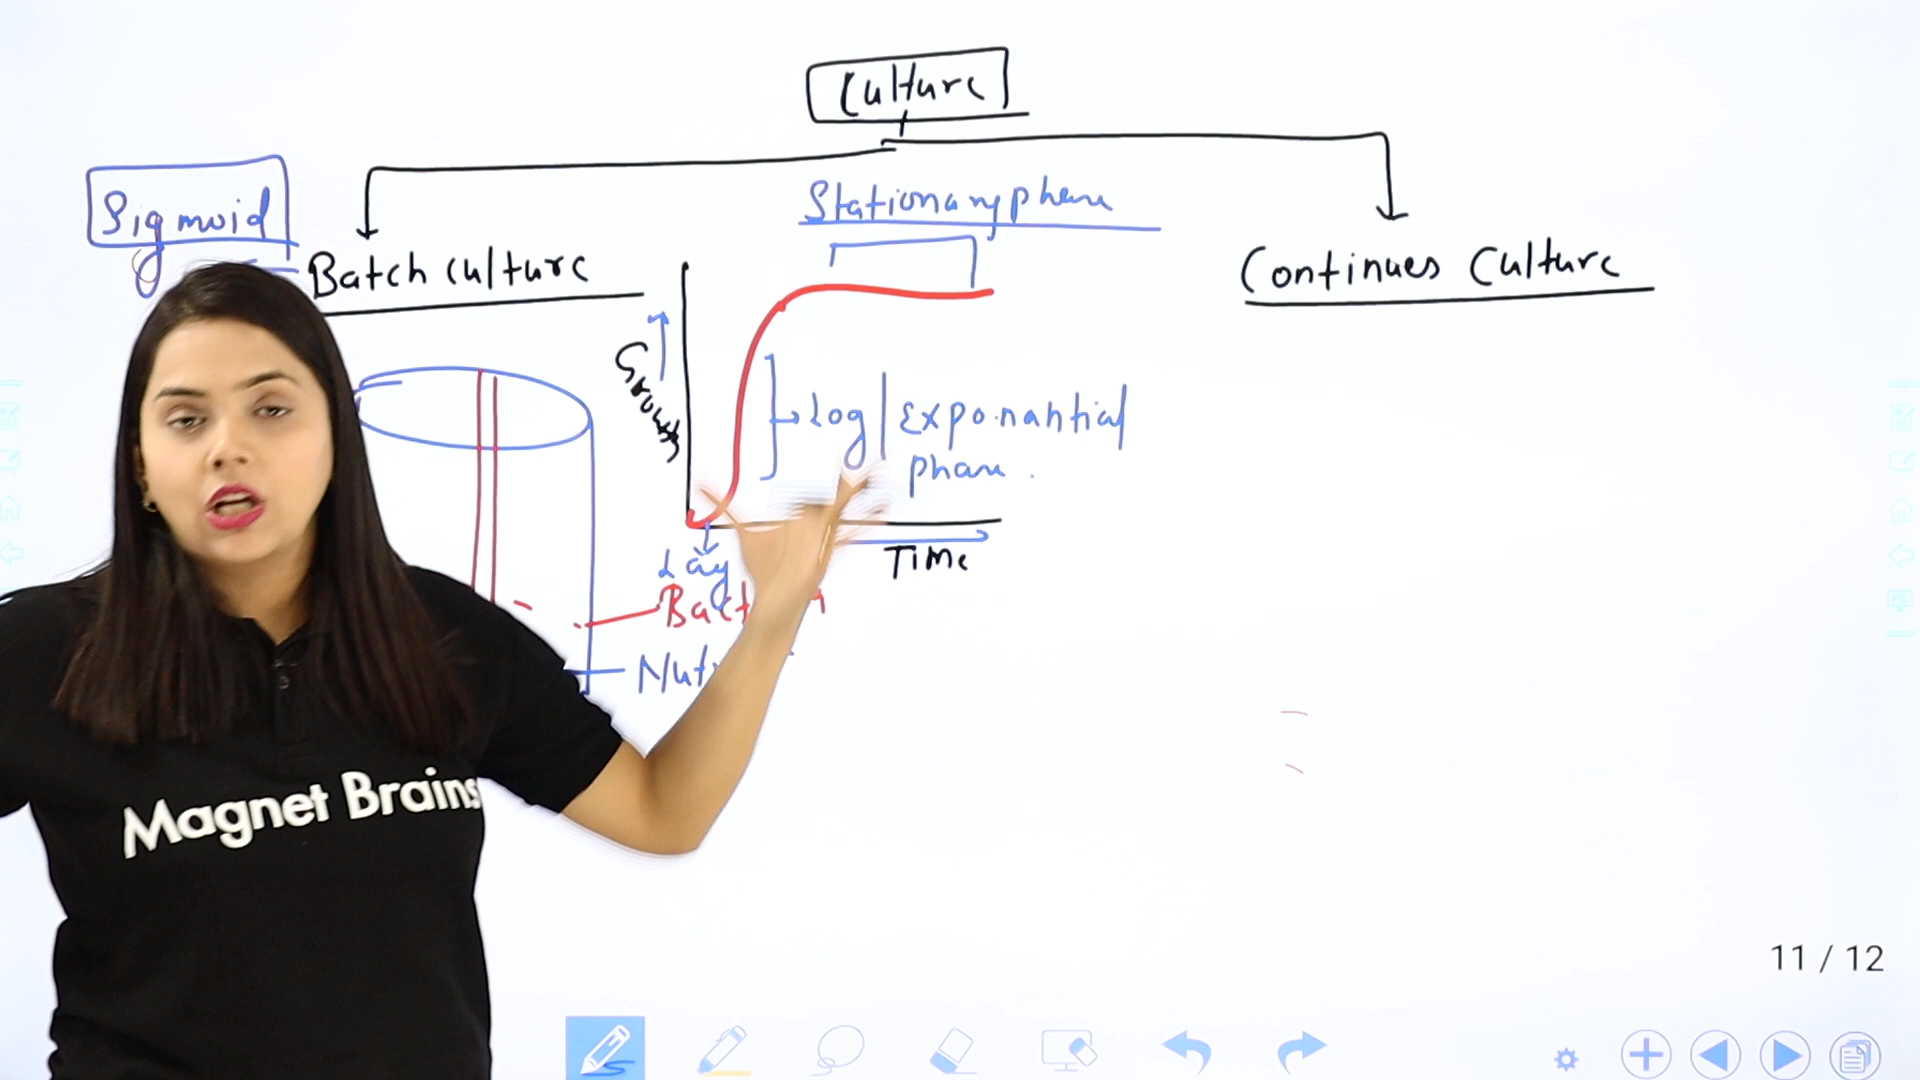 Culture
Sigmoid
Stationary phase
Batch culture
Continues Culture
Growth
Log | Exponantial
phase
Time
Lag
Magnet Brains
11 / 12